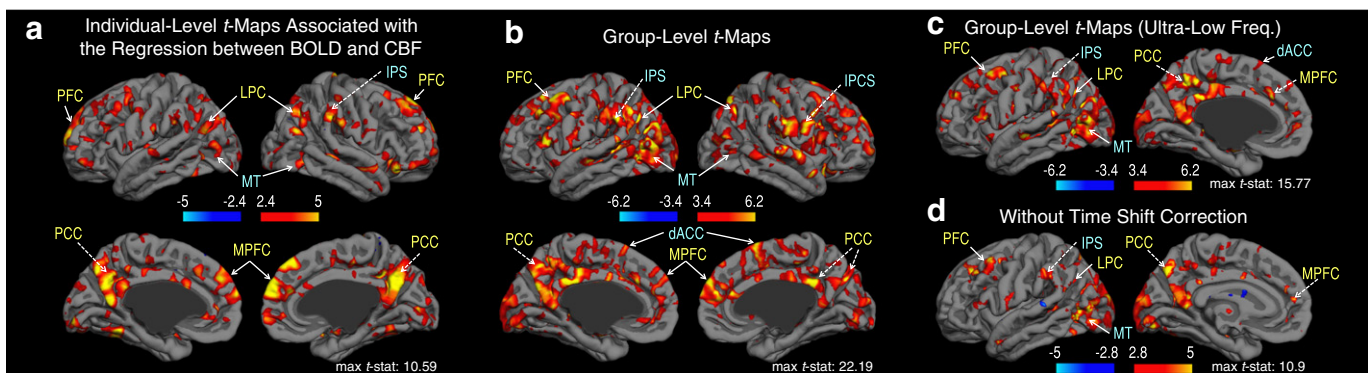 a
Individual-Level t-Maps Associated with
the Regression between BOLD and CBF
PFC
LPC
IPS
PFC
MT
-5 -2.4 2.4 5
PCC
MPFC
PCC
max t-stat: 10.59
b
Group-Level t-Maps
PFC
IPS
LPC
IPCS
MT
-6.2 -3.4 3.4 6.2
dACC
PCC
MPFC
PCC
max t-stat: 22.19
c
Group-Level t-Maps (Ultra-Low Freq.)
IPS
LPC
PCC
dACC
MPFC
MT
-6.2 -3.4 3.4 6.2
max t-stat: 15.77
d
Without Time Shift Correction
PFC
IPS
LPC
PCC
MPFC
MT
-5 -2.8 2.8 5
max t-stat: 10.9